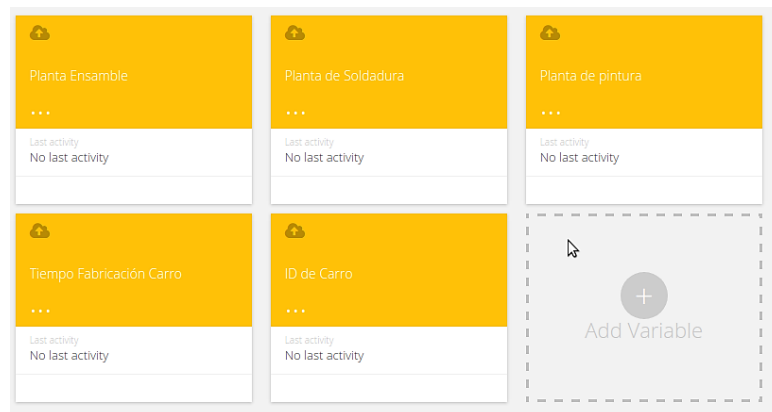 Planta Ensamble
...
Last activity
No last activity
Planta de Soldadura
...
Last activity
No last activity
Planta de pintura
...
Last activity
No last activity
Tiempo Fabricación Carro
...
Last activity
No last activity
ID de Carro
...
Last activity
No last activity
+
Add Variable